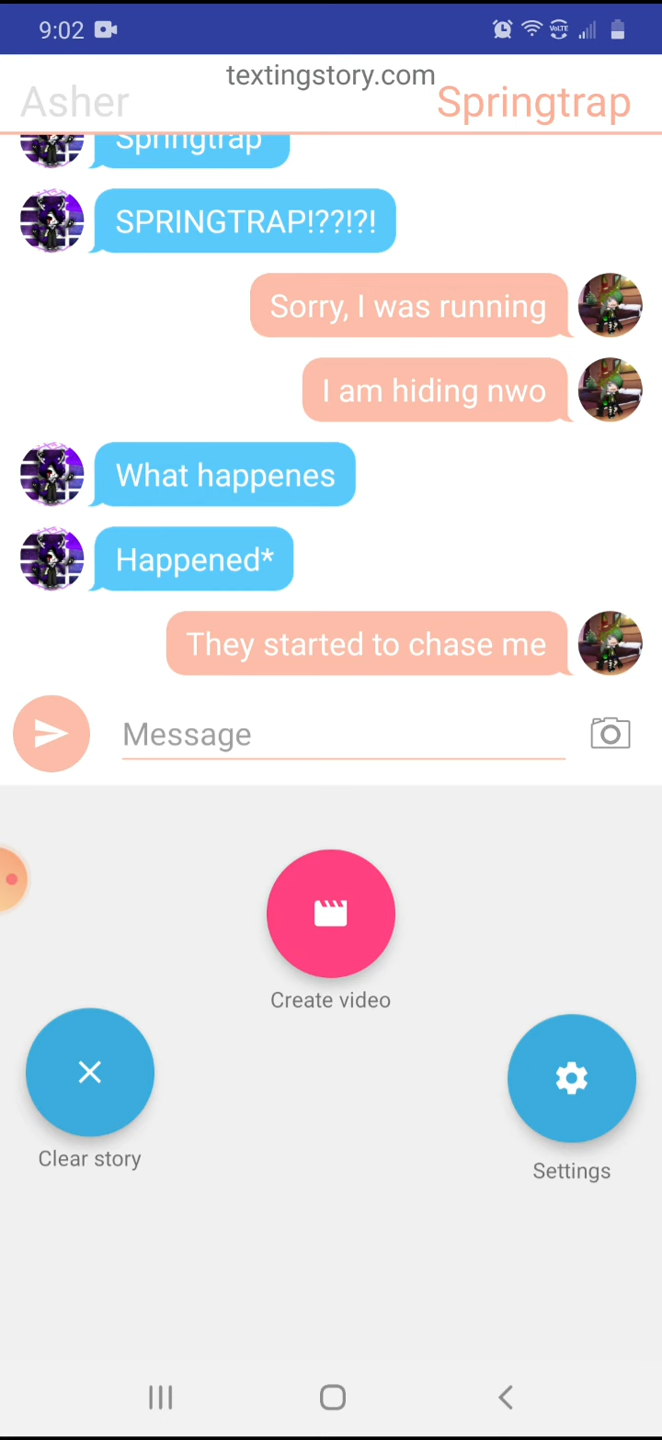 9:02
VoLTE
textingstory.com
Asher
Springtrap
Springtrap
SPRINGTRAP!??!?!
Sorry, I was running
I am hiding nwo
What happenes
Happened*
They started to chase me
Message
Create video
Clear story
Settings